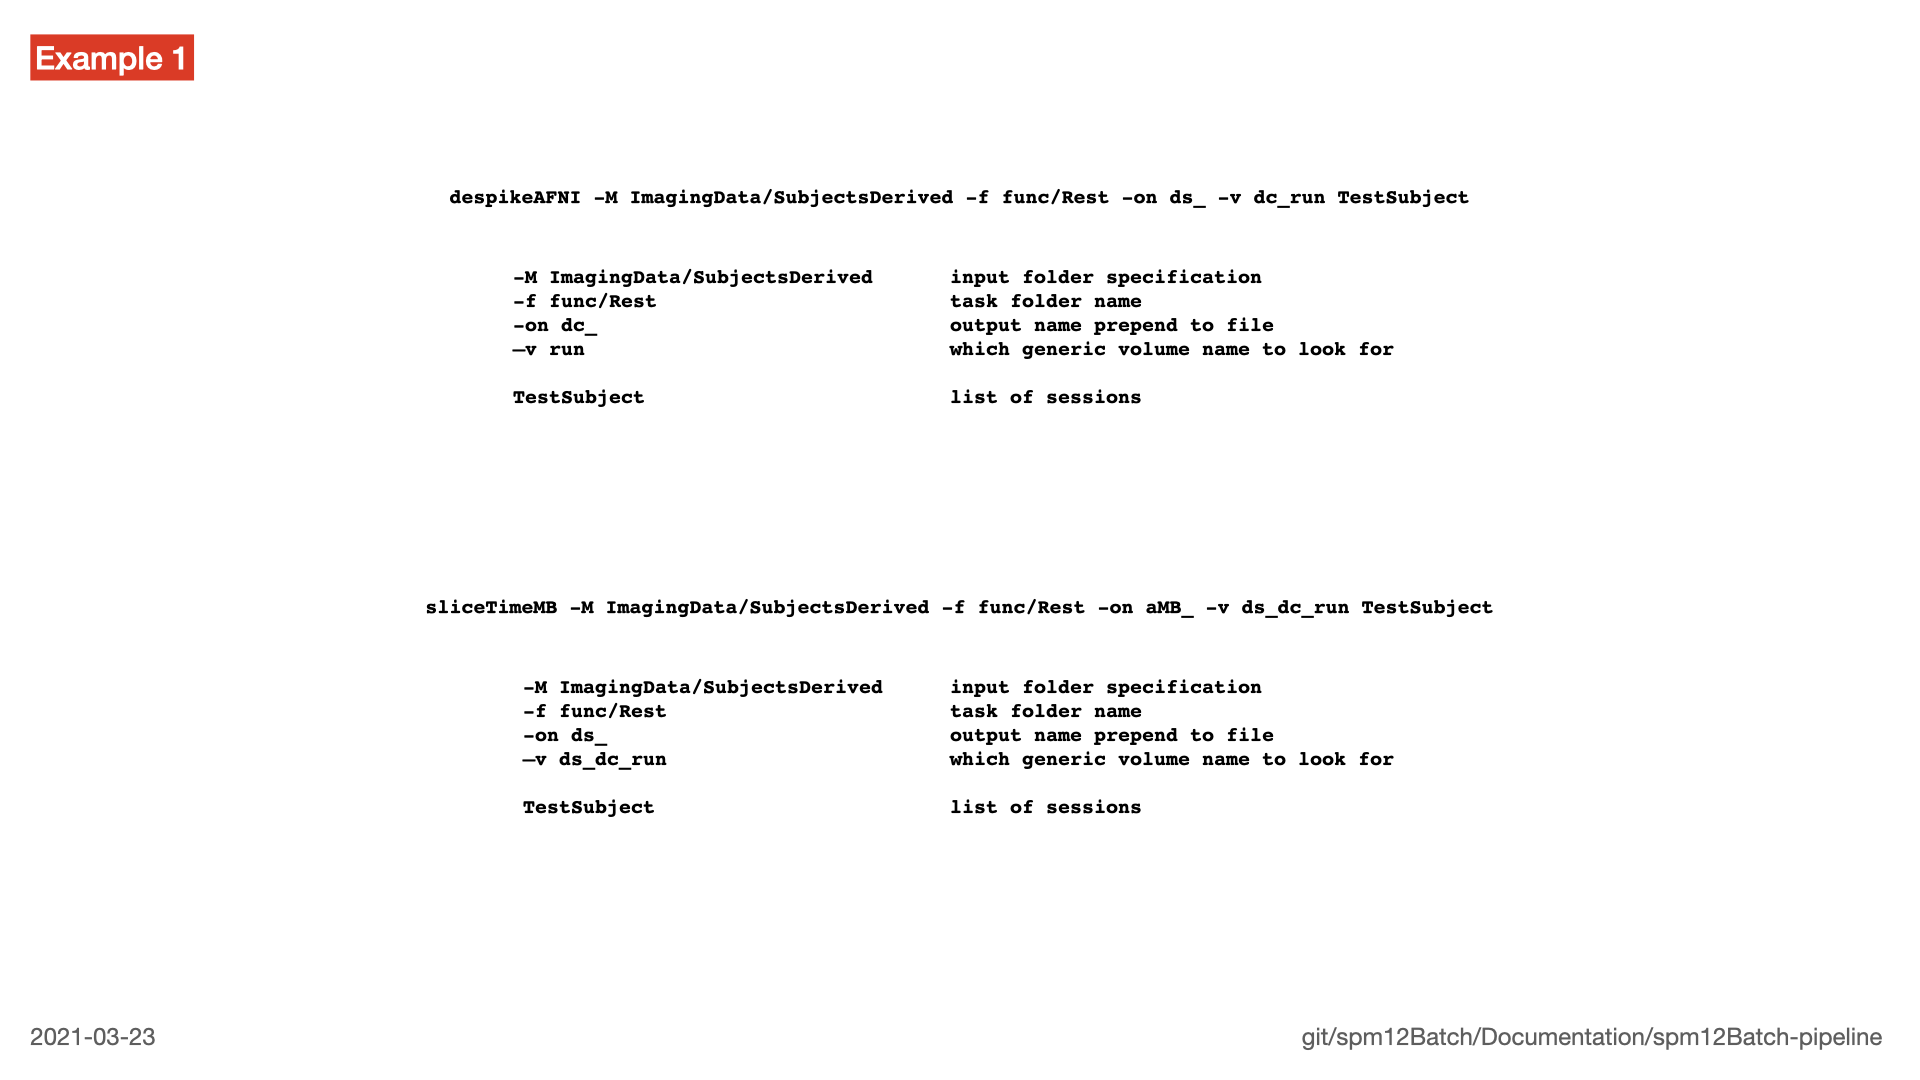 Example 1
despikeAFNI -M ImagingData/SubjectsDerived -f func/Rest -on ds_ -v dc_run TestSubject
-M ImagingData/SubjectsDerived input folder specification
-f func/Rest task folder name
-on dc_ output name prepend to file
–v run which generic volume name to look for
TestSubject list of sessions
sliceTimeMB -M ImagingData/SubjectsDerived -f func/Rest -on aMB_ -v ds_dc_run TestSubject
-M ImagingData/SubjectsDerived input folder specification
-f func/Rest task folder name
-on ds_ output name prepend to file
–v ds_dc_run which generic volume name to look for
TestSubject list of sessions
2021-03-23 git/spm12Batch/Documentation/spm12Batch-pipeline